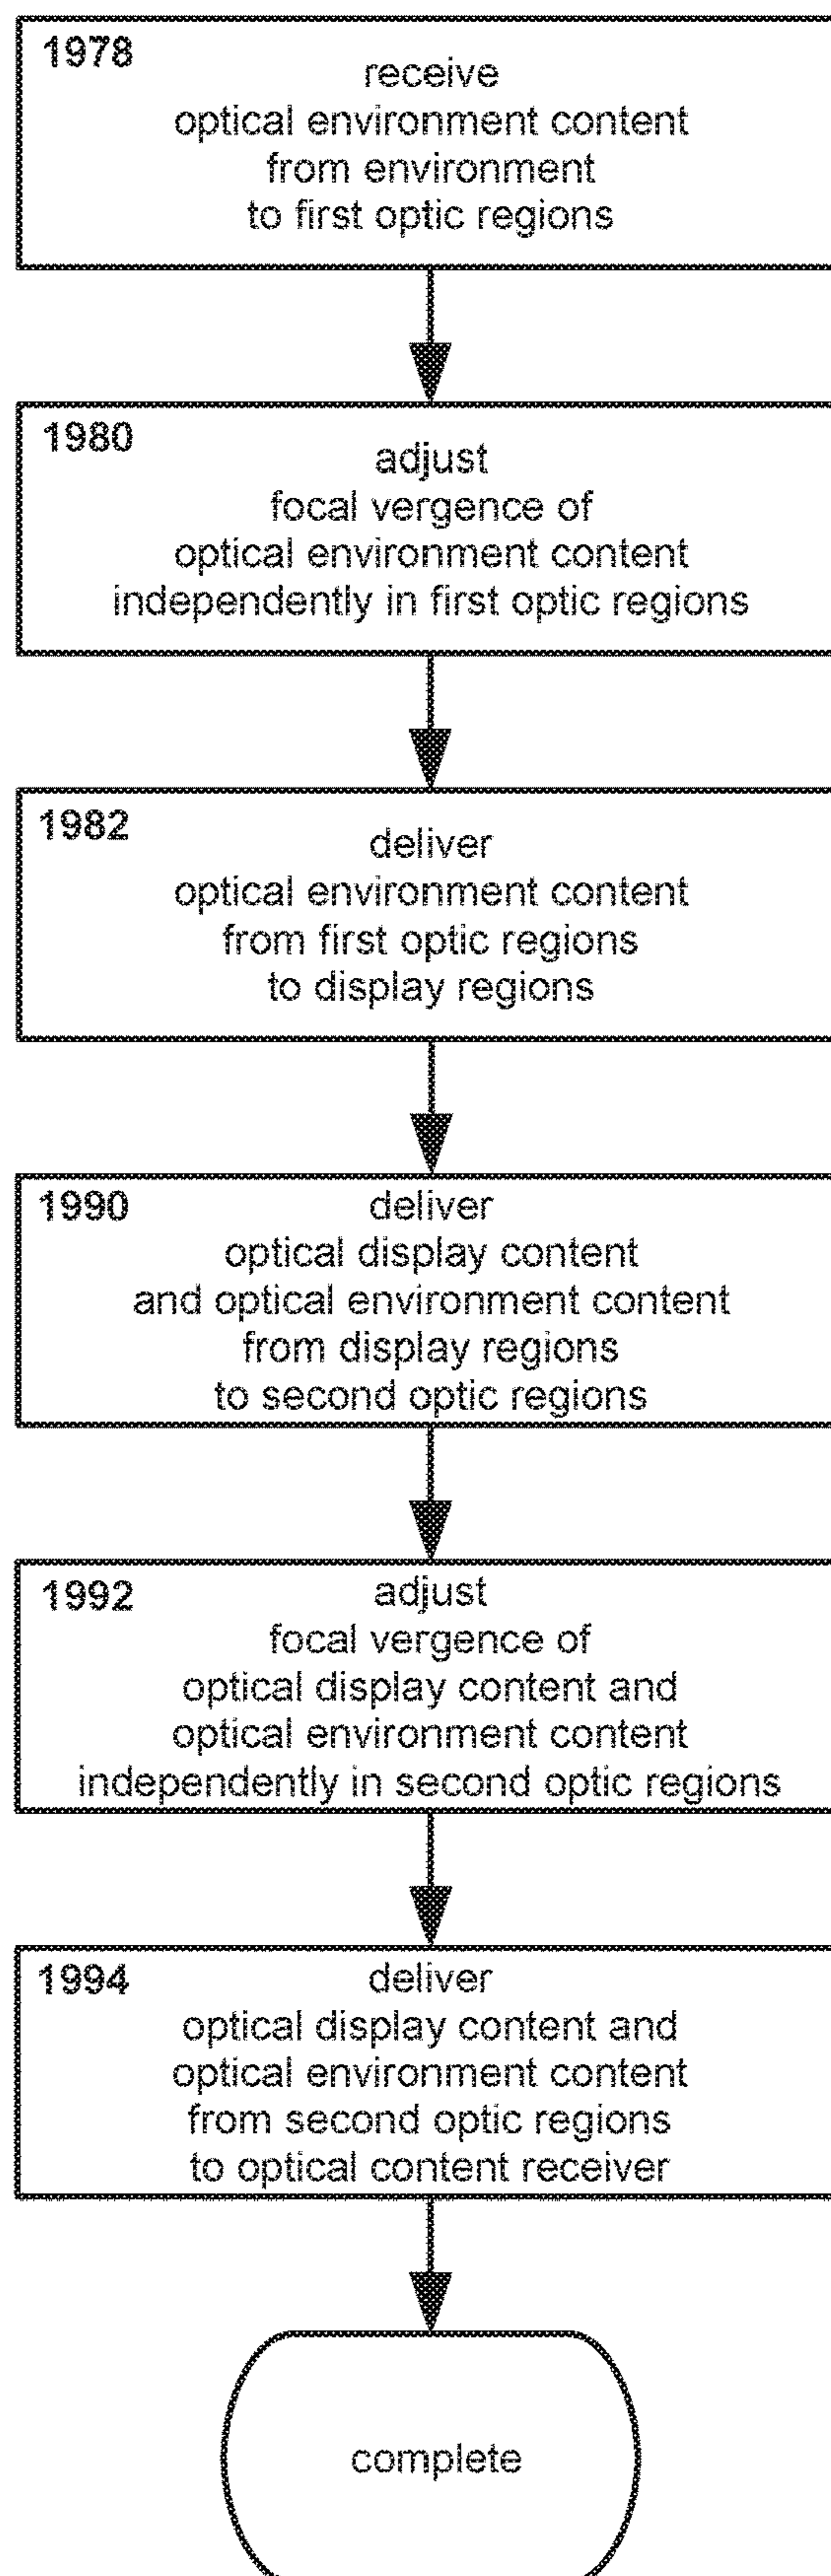 1978
receive
optical environment content
from environment
to first optic regions
1980
adjust
focal vergence of
optical environment content
independently in first optic regions
1982
deliver
optical environment content
from first optic regions
to display regions
1990
deliver
optical display content
and optical environment content
from display regions
to second optic regions
1992
adjust
focal vergence of
optical display content and
optical environment content
independently in second optic regions
1994
deliver
optical display content and
optical environment content
from second optic regions
to optical content receiver
complete